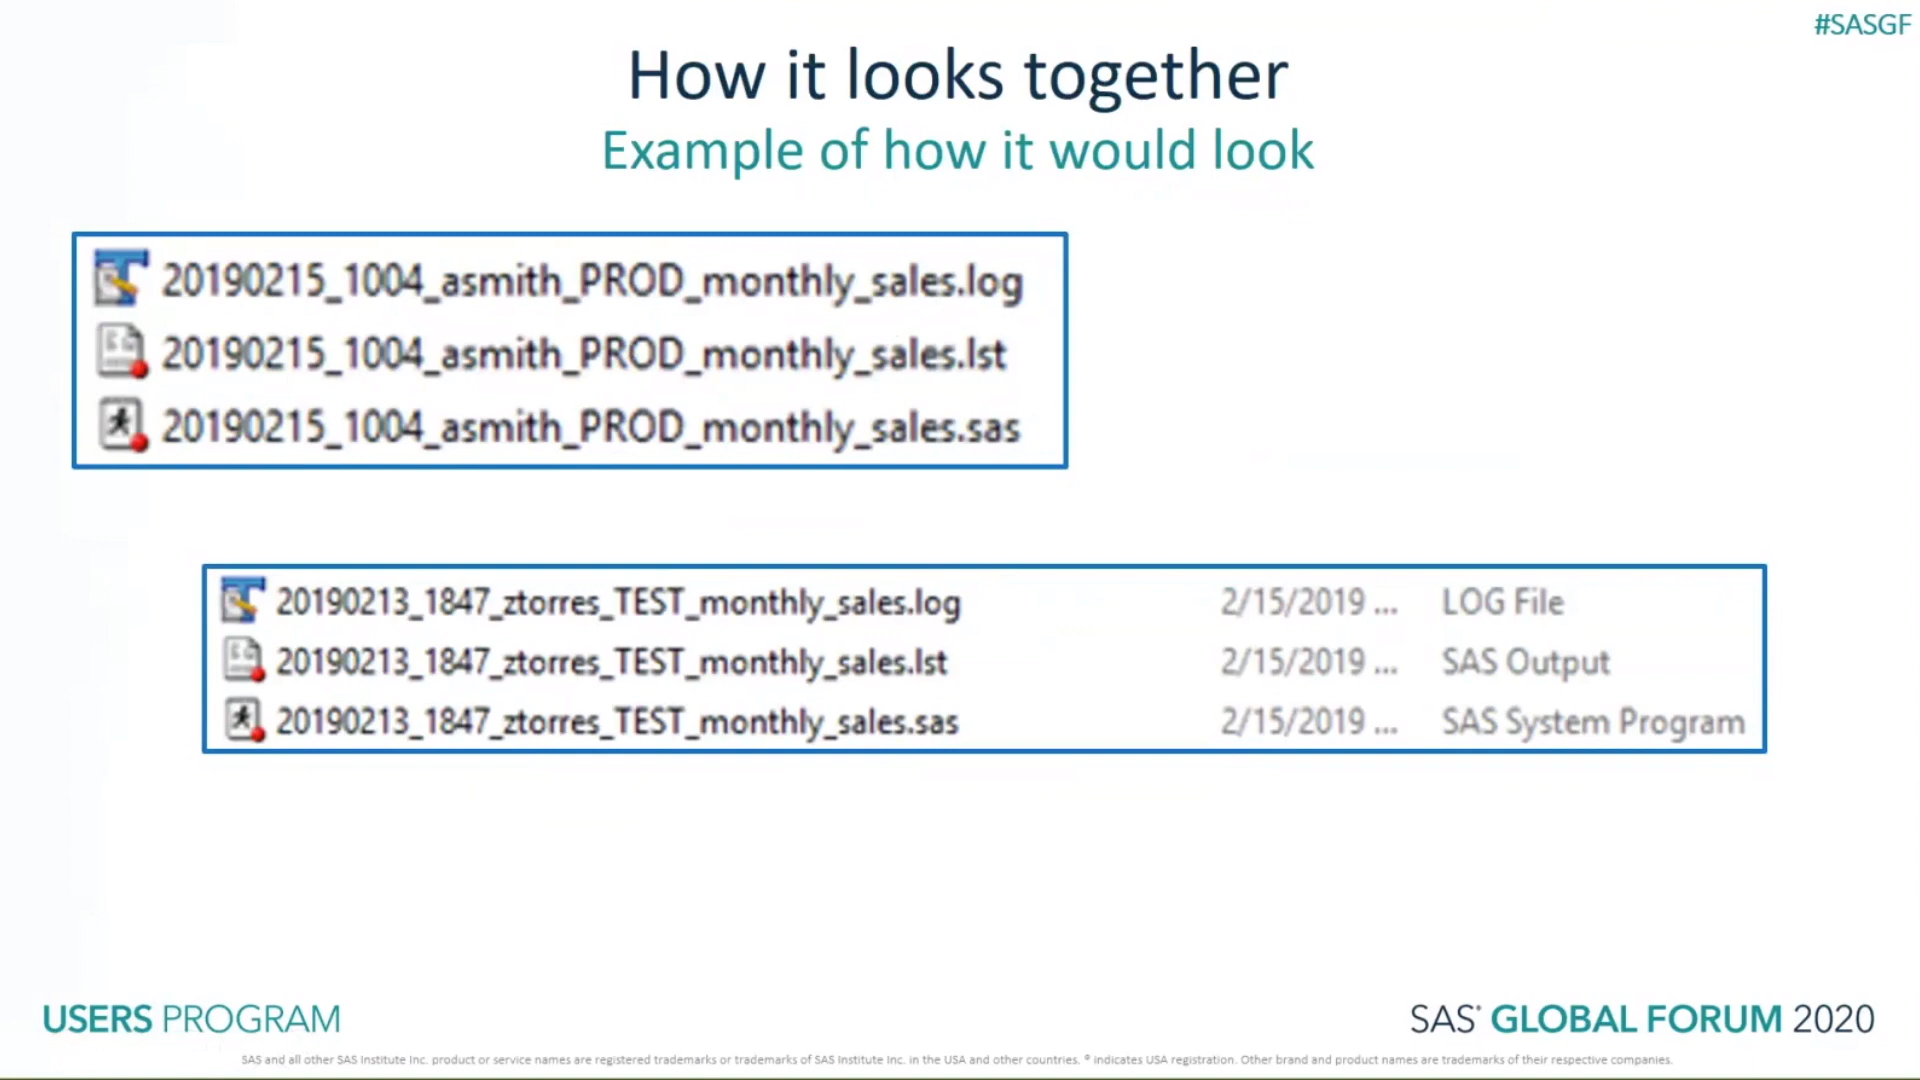 #SASGF
How it looks together
Example of how it would look
20190215_1004_asmith_PROD_monthly_sales.log
20190215_1004_asmith_PROD_monthly_sales.lst
20190215_1004_asmith_PROD_monthly_sales.sas
20190213_1847_ztorres_TEST_monthly_sales.log 2/15/2019 ... LOG File
20190213_1847_ztorres_TEST_monthly_sales.lst 2/15/2019 ... SAS Output
20190213_1847_ztorres_TEST_monthly_sales.sas 2/15/2019 ... SAS System Program
USERS PROGRAM
SAS® GLOBAL FORUM 2020
SAS and all other SAS Institute Inc. product or service names are registered trademarks or trademarks of SAS Institute Inc. in the USA and other countries. ® indicates USA registration. Other brand and product names are trademarks of their respective companies.